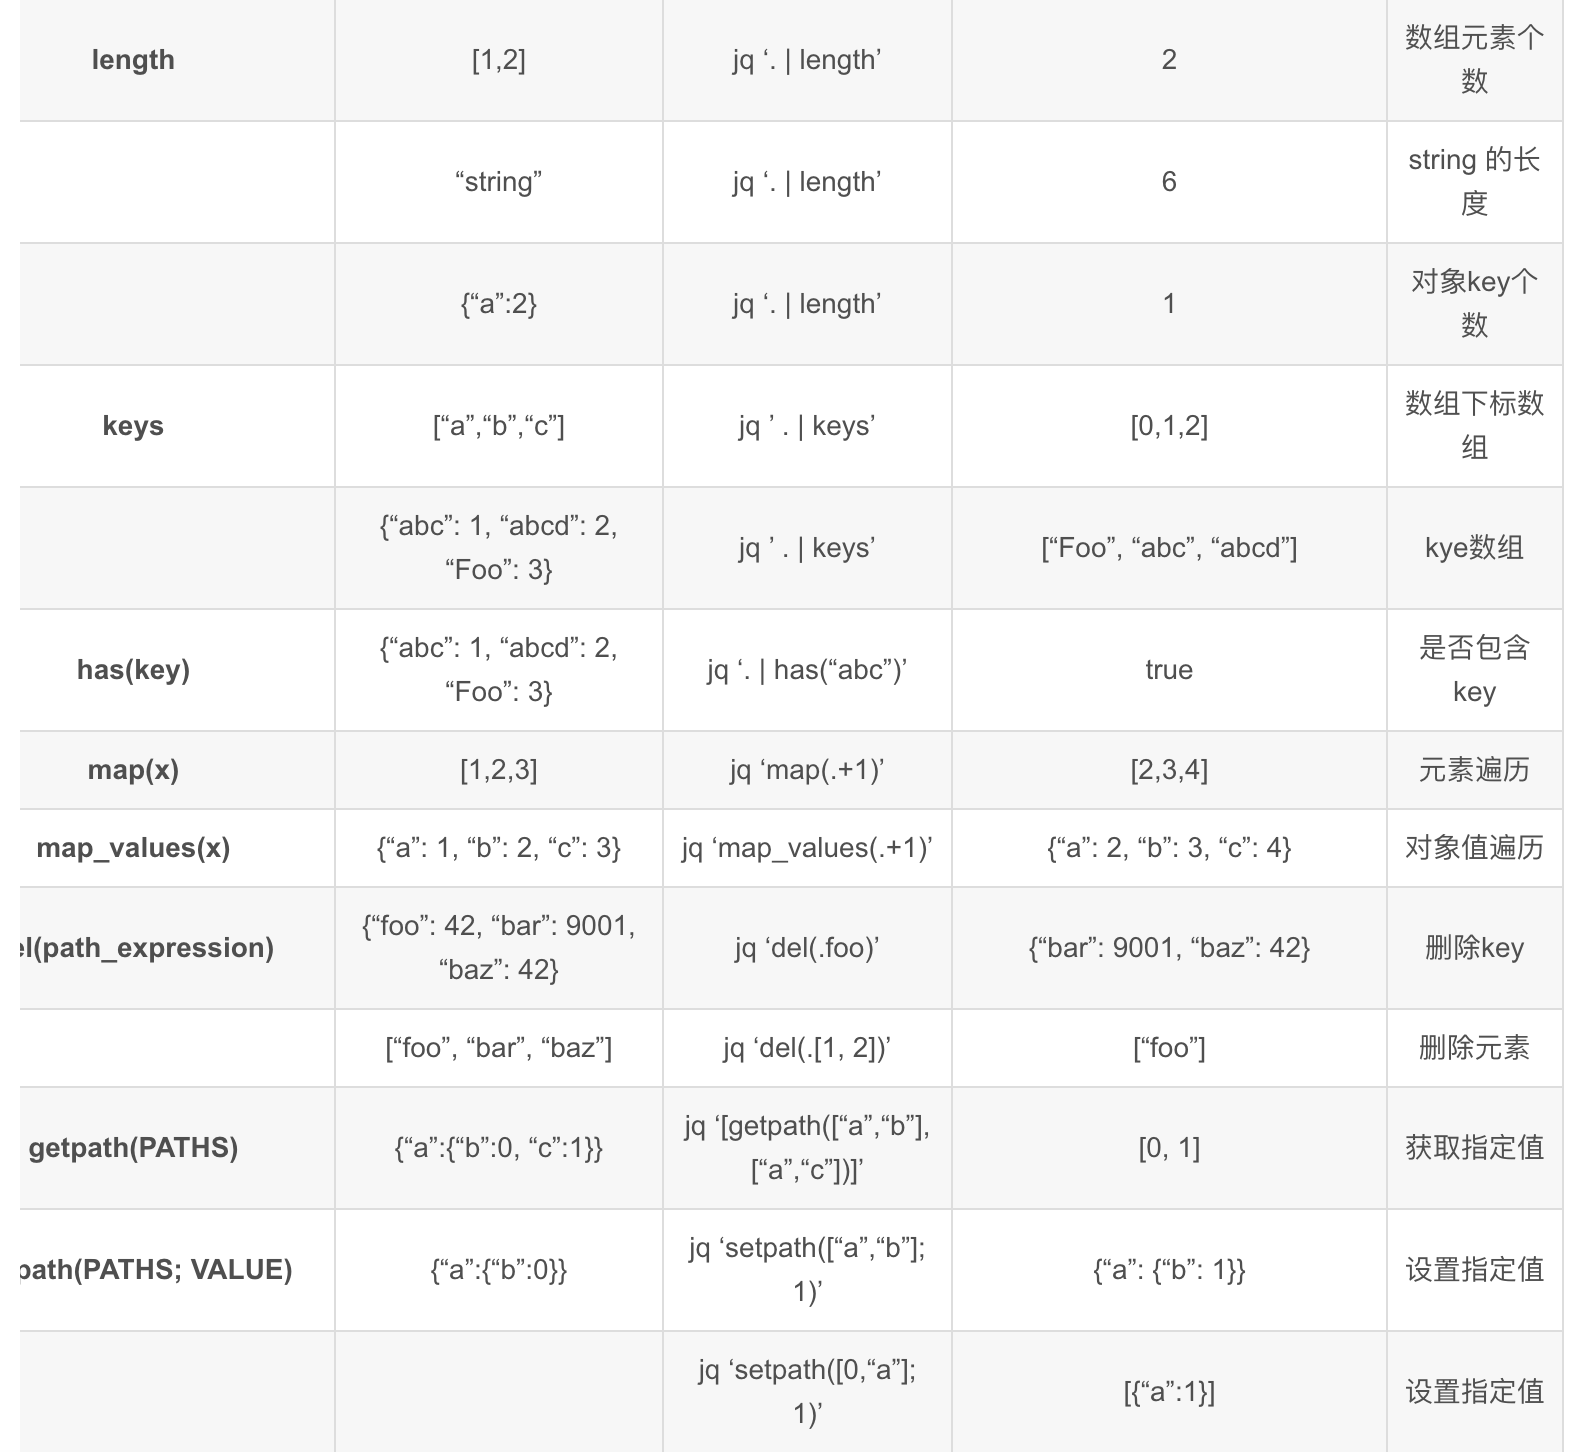 length [1,2] jq ‘. | length’ 2 数组元素个
数
“string” jq ‘. | length’ 6 string 的长
度
{“a”:2} jq ‘. | length’ 1 对象key个
数
keys [“a”,“b”,“c”] jq ’ . | keys’ [0,1,2] 数组下标数
组
{“abc”: 1, “abcd”: 2,
“Foo”: 3} jq ’ . | keys’ [“Foo”, “abc”, “abcd”] kye数组
has(key) {“abc”: 1, “abcd”: 2,
“Foo”: 3} jq ‘. | has(“abc”)’ true 是否包含
key
map(x) [1,2,3] jq ‘map(.+1)’ [2,3,4] 元素遍历
map_values(x) {“a”: 1, “b”: 2, “c”: 3} jq ‘map_values(.+1)’ {“a”: 2, “b”: 3, “c”: 4} 对象值遍历
el(path_expression) {“foo”: 42, “bar”: 9001,
“baz”: 42} jq ‘del(.foo)’ {“bar”: 9001, “baz”: 42} 删除key
[“foo”, “bar”, “baz”] jq ‘del(.[1, 2])’ [“foo”] 删除元素
getpath(PATHS) {“a”:{“b”:0, “c”:1}} jq ‘[getpath([“a”,“b”],
[“a”,“c”])]’ [0, 1] 获取指定值
path(PATHS; VALUE) {“a”:{“b”:0}} jq ‘setpath([“a”,“b”];
1)’ {“a”: {“b”: 1}} 设置指定值
jq ‘setpath([0,“a”];
1)’ [{“a”:1}] 设置指定值